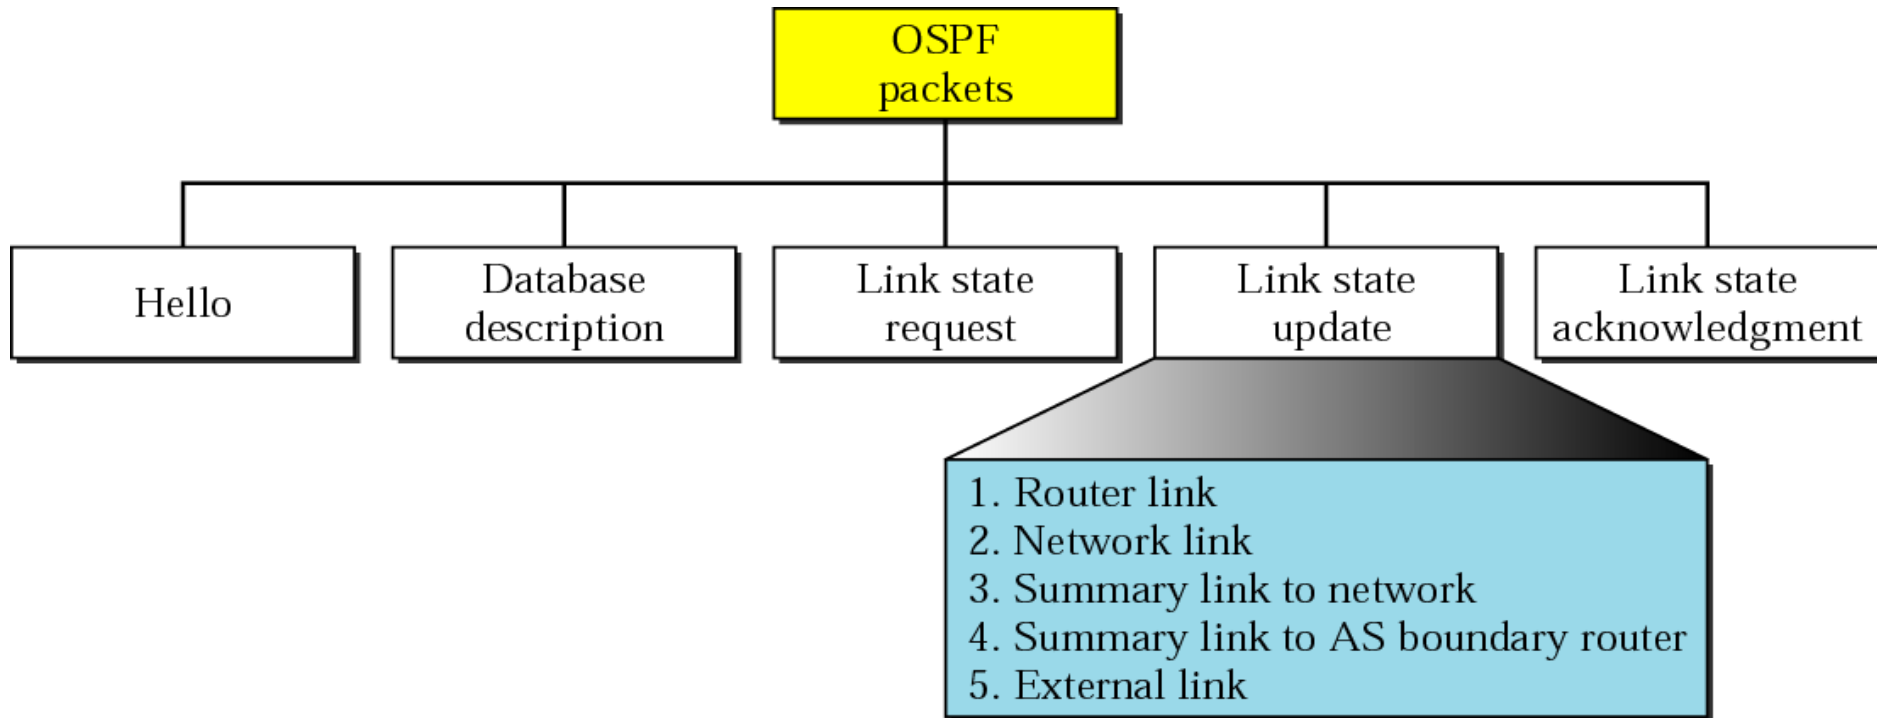 OSPF
packets
Hello
Database
description
Link state
request
Link state
update
Link state
acknowledgment
1. Router link
2. Network link
3. Summary link to network
4. Summary link to AS boundary router
5. External link